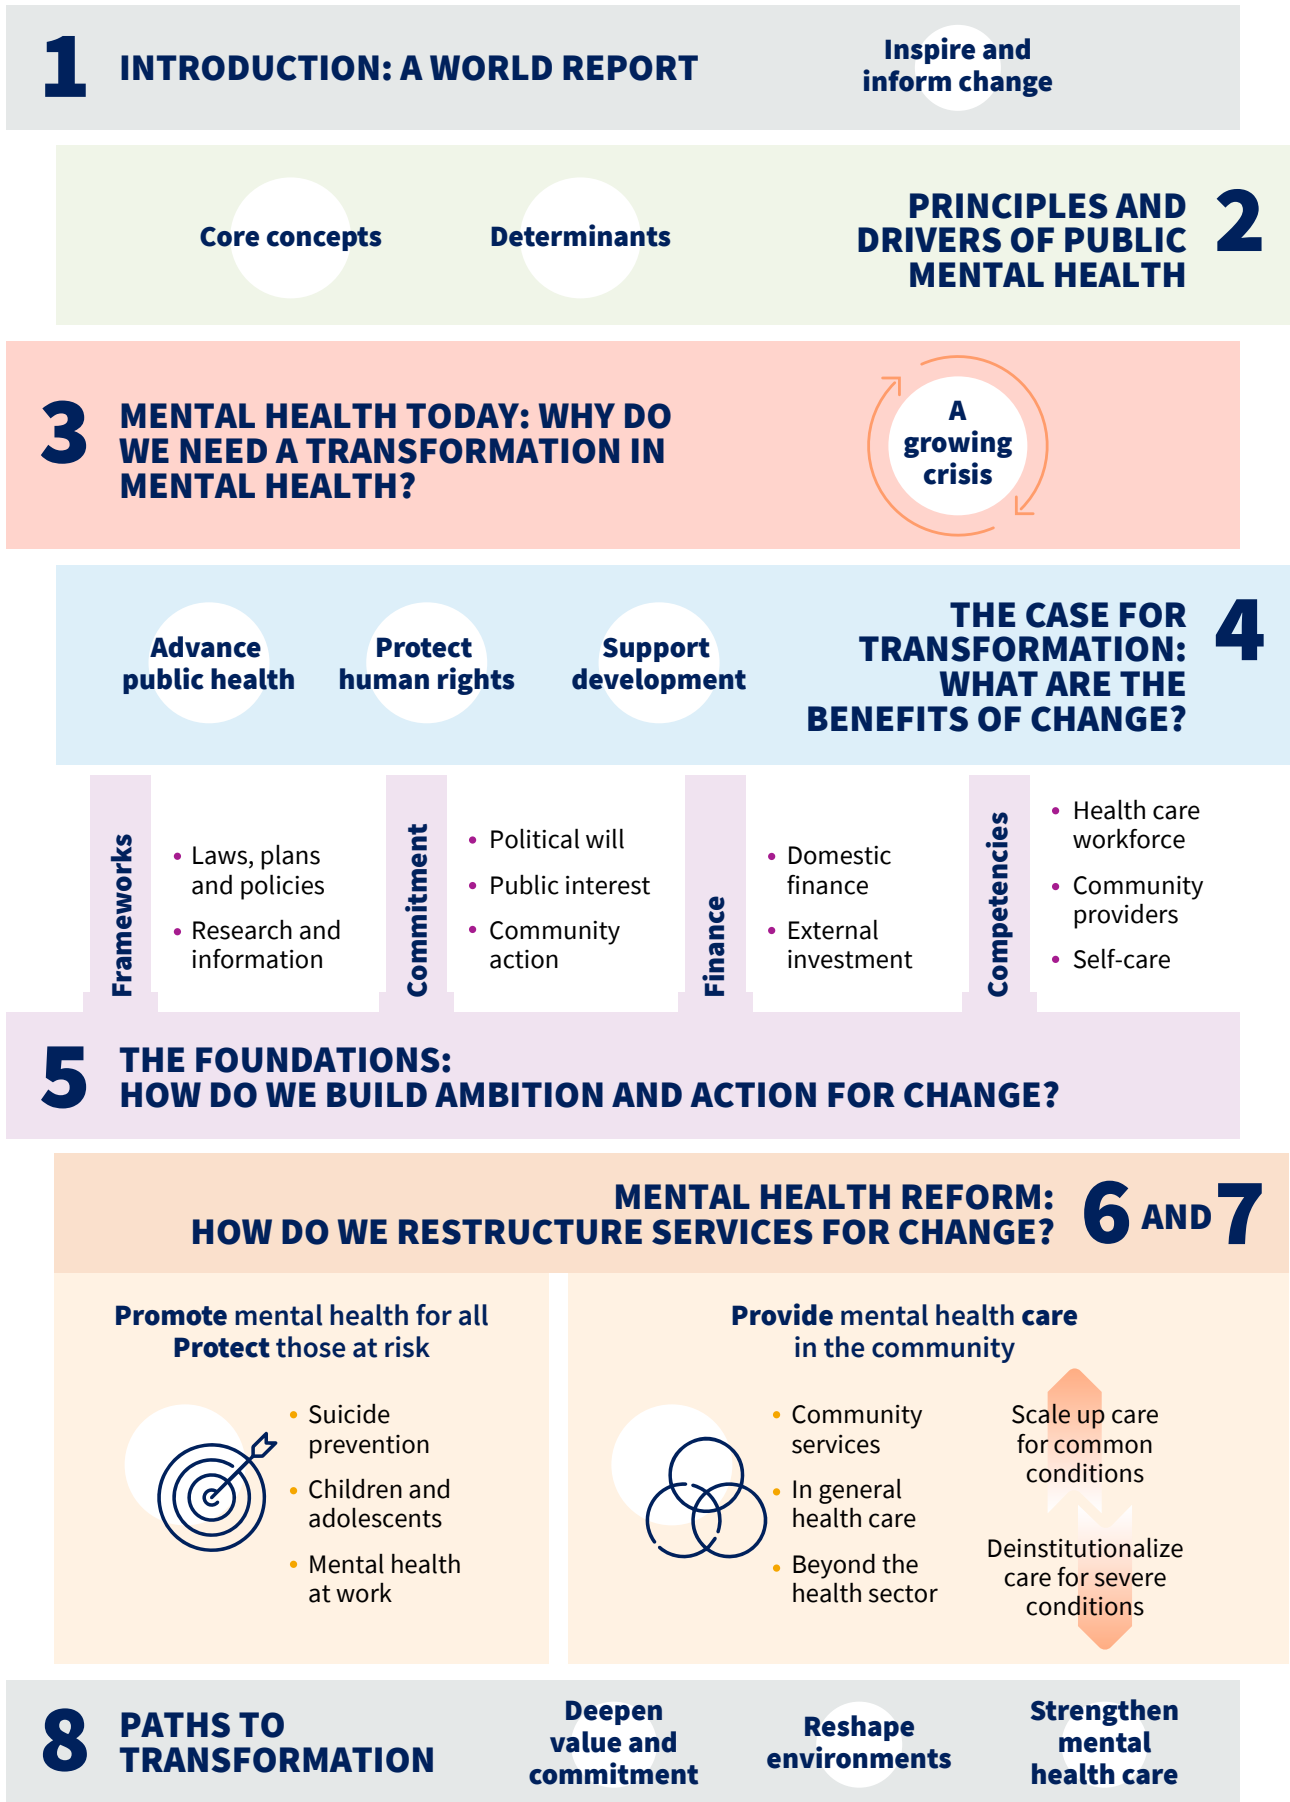 1
INTRODUCTION: A WORLD REPORT
Inspire and
inform change
Core concepts
Determinants
PRINCIPLES AND
DRIVERS OF PUBLIC
MENTAL HEALTH
2
3
MENTAL HEALTH TODAY: WHY DO
WE NEED A TRANSFORMATION IN
MENTAL HEALTH?
A
growing
crisis
Advance
public health
Protect
human rights
Support
development
THE CASE FOR
TRANSFORMATION:
WHAT ARE THE
BENEFITS OF CHANGE?
4
Frameworks
• Laws, plans
and policies
• Research and
information
Commitment
• Political will
• Public interest
• Community
action
Finance
• Domestic
finance
• External
investment
Competencies
• Health care
workforce
• Community
providers
• Self-care
5
THE FOUNDATIONS:
HOW DO WE BUILD AMBITION AND ACTION FOR CHANGE?
MENTAL HEALTH REFORM:
HOW DO WE RESTRUCTURE SERVICES FOR CHANGE?
6 AND 7
Promote mental health for all
Protect those at risk
• Suicide
prevention
• Children and
adolescents
• Mental health
at work
Provide mental health care
in the community
• Community
services
• In general
health care
• Beyond the
health sector
Scale up care
for common
conditions
Deinstitutionalize
care for severe
conditions
8
PATHS TO
TRANSFORMATION
Deepen
value and
commitment
Reshape
environments
Strengthen
mental
health care